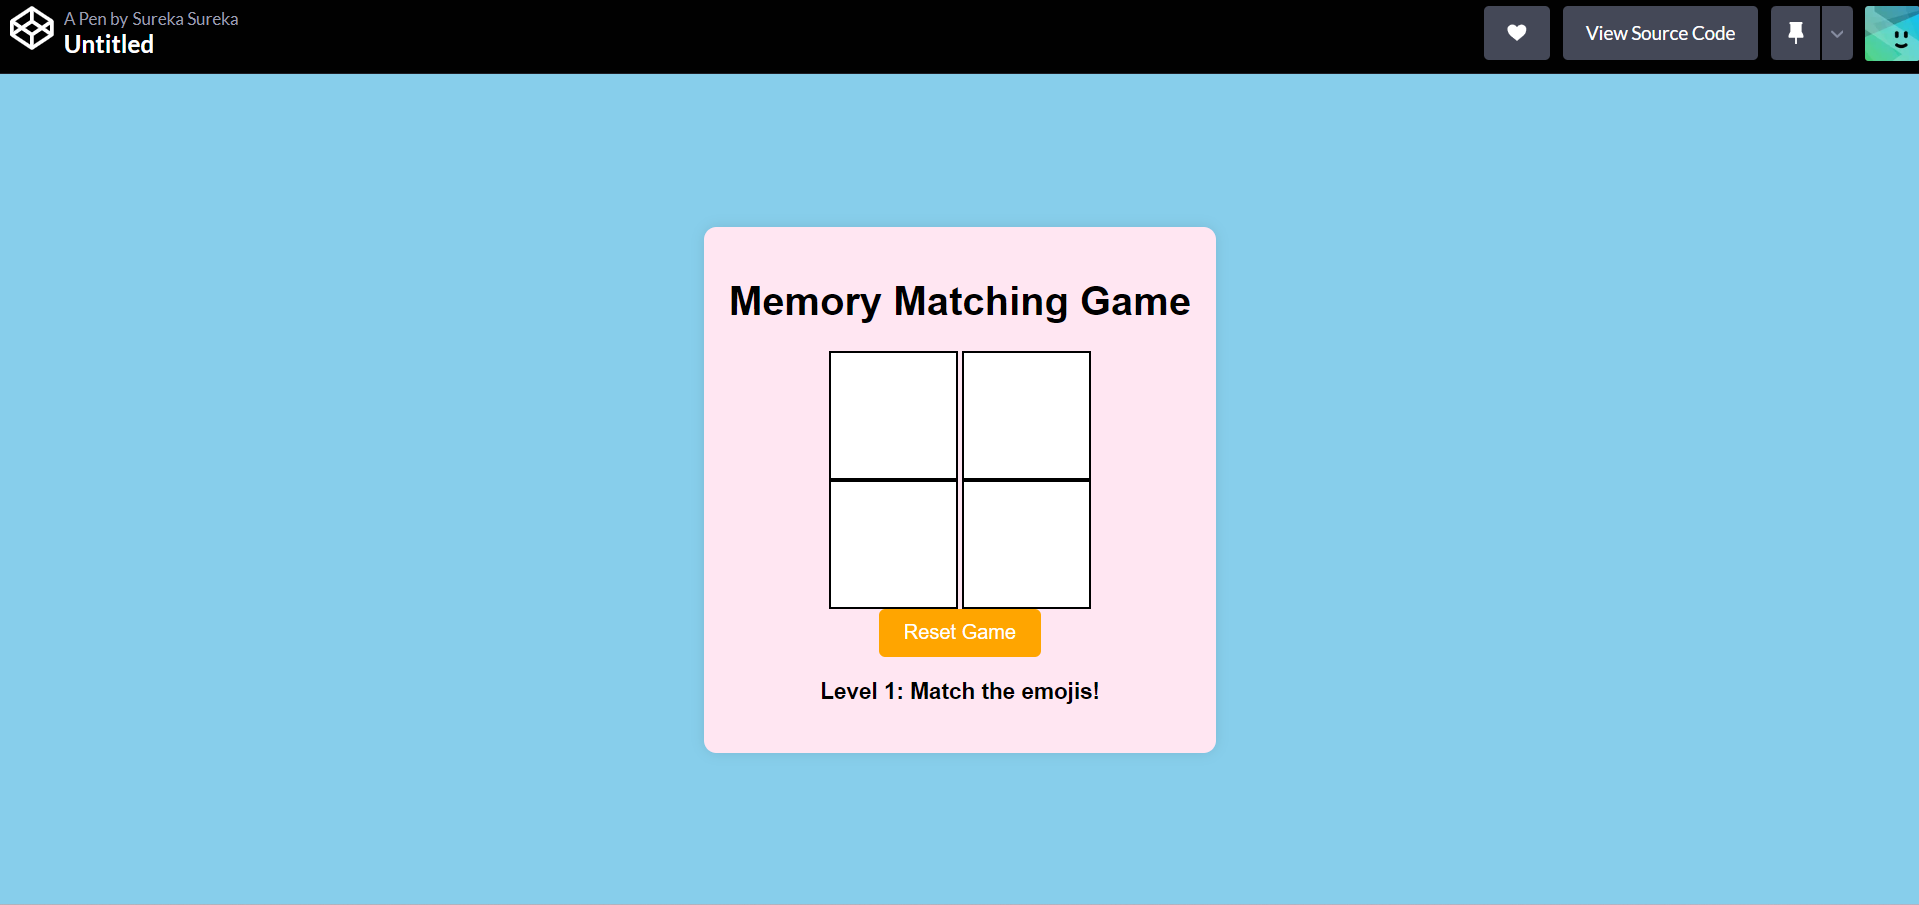 A Pen by Sureka Sureka
Untitled
View Source Code
Memory Matching Game
Reset Game
Level 1: Match the emojis!